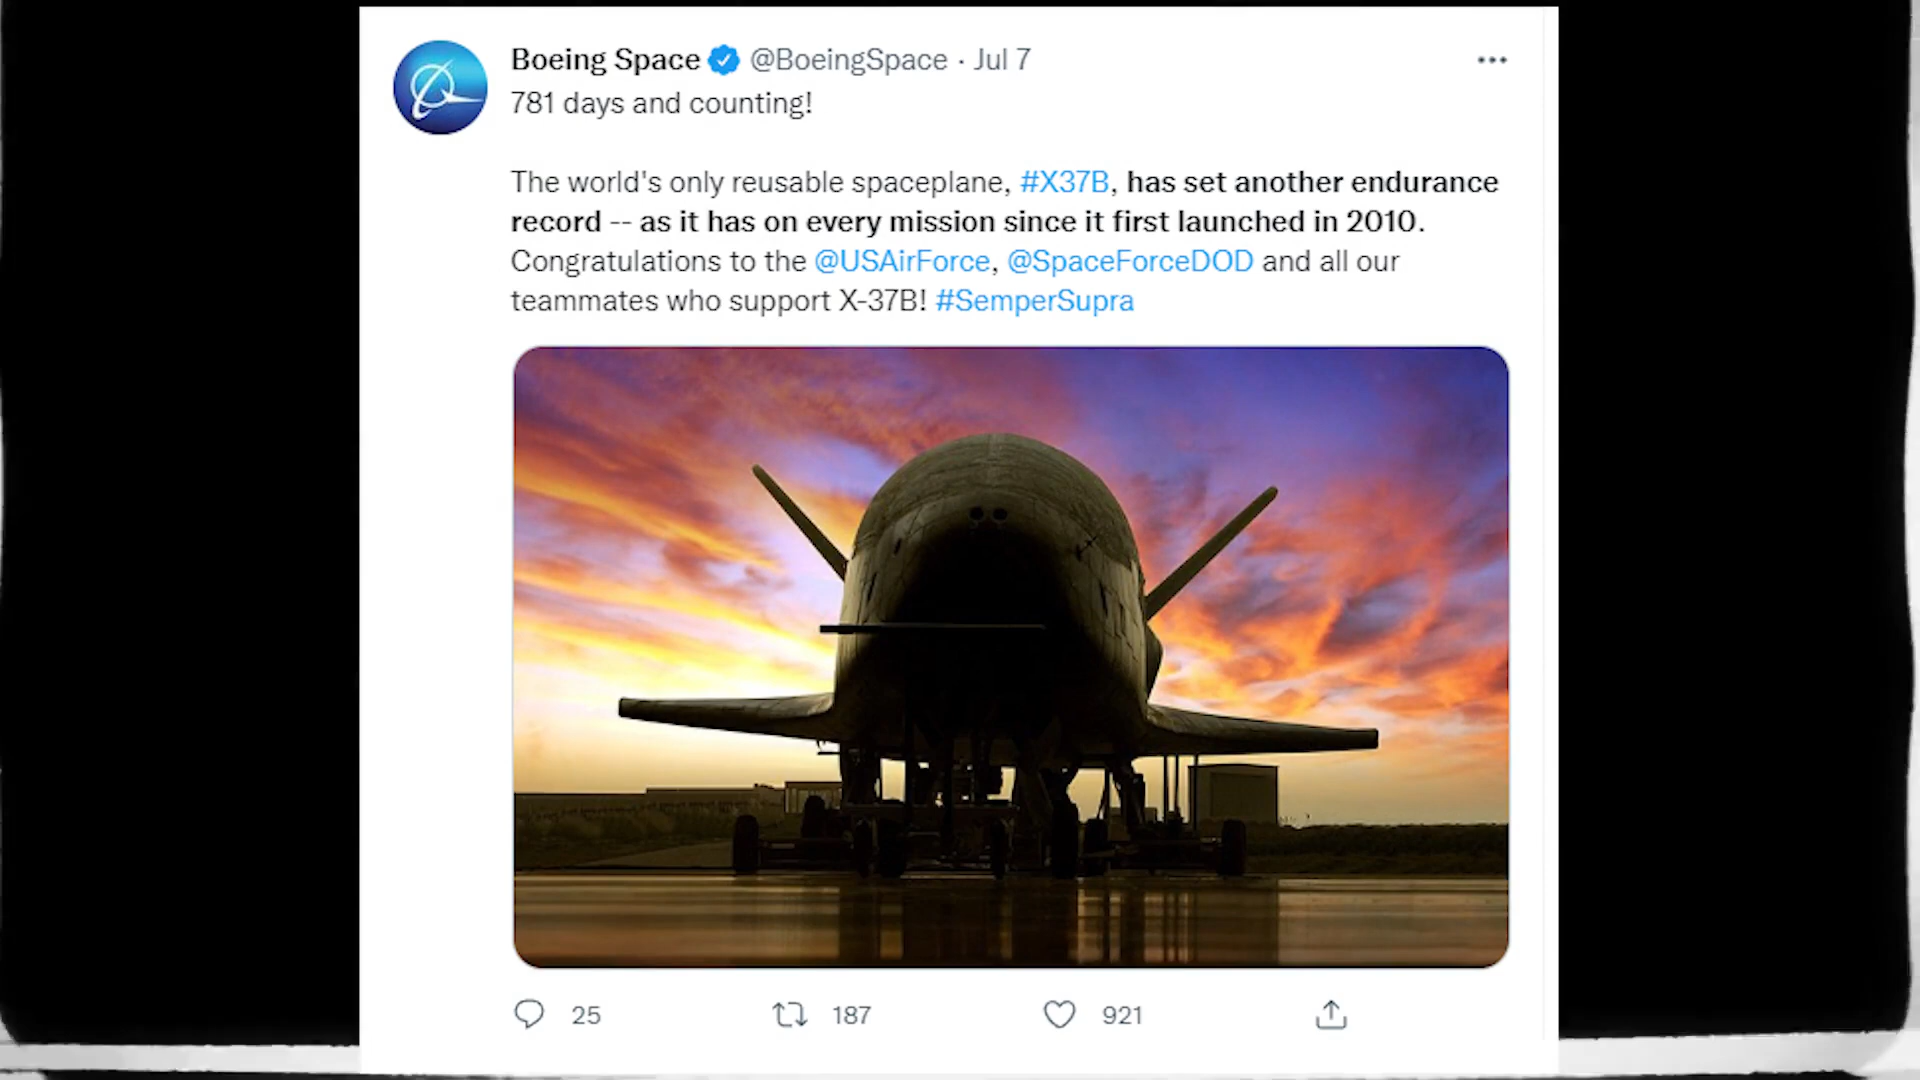 Boeing Space @BoeingSpace · Jul 7
781 days and counting!
The world's only reusable spaceplane, #X37B, has set another endurance
record -- as it has on every mission since it first launched in 2010.
Congratulations to the @USAirForce, @SpaceForceDOD and all our
teammates who support X-37B! #SemperSupra
25 187 921